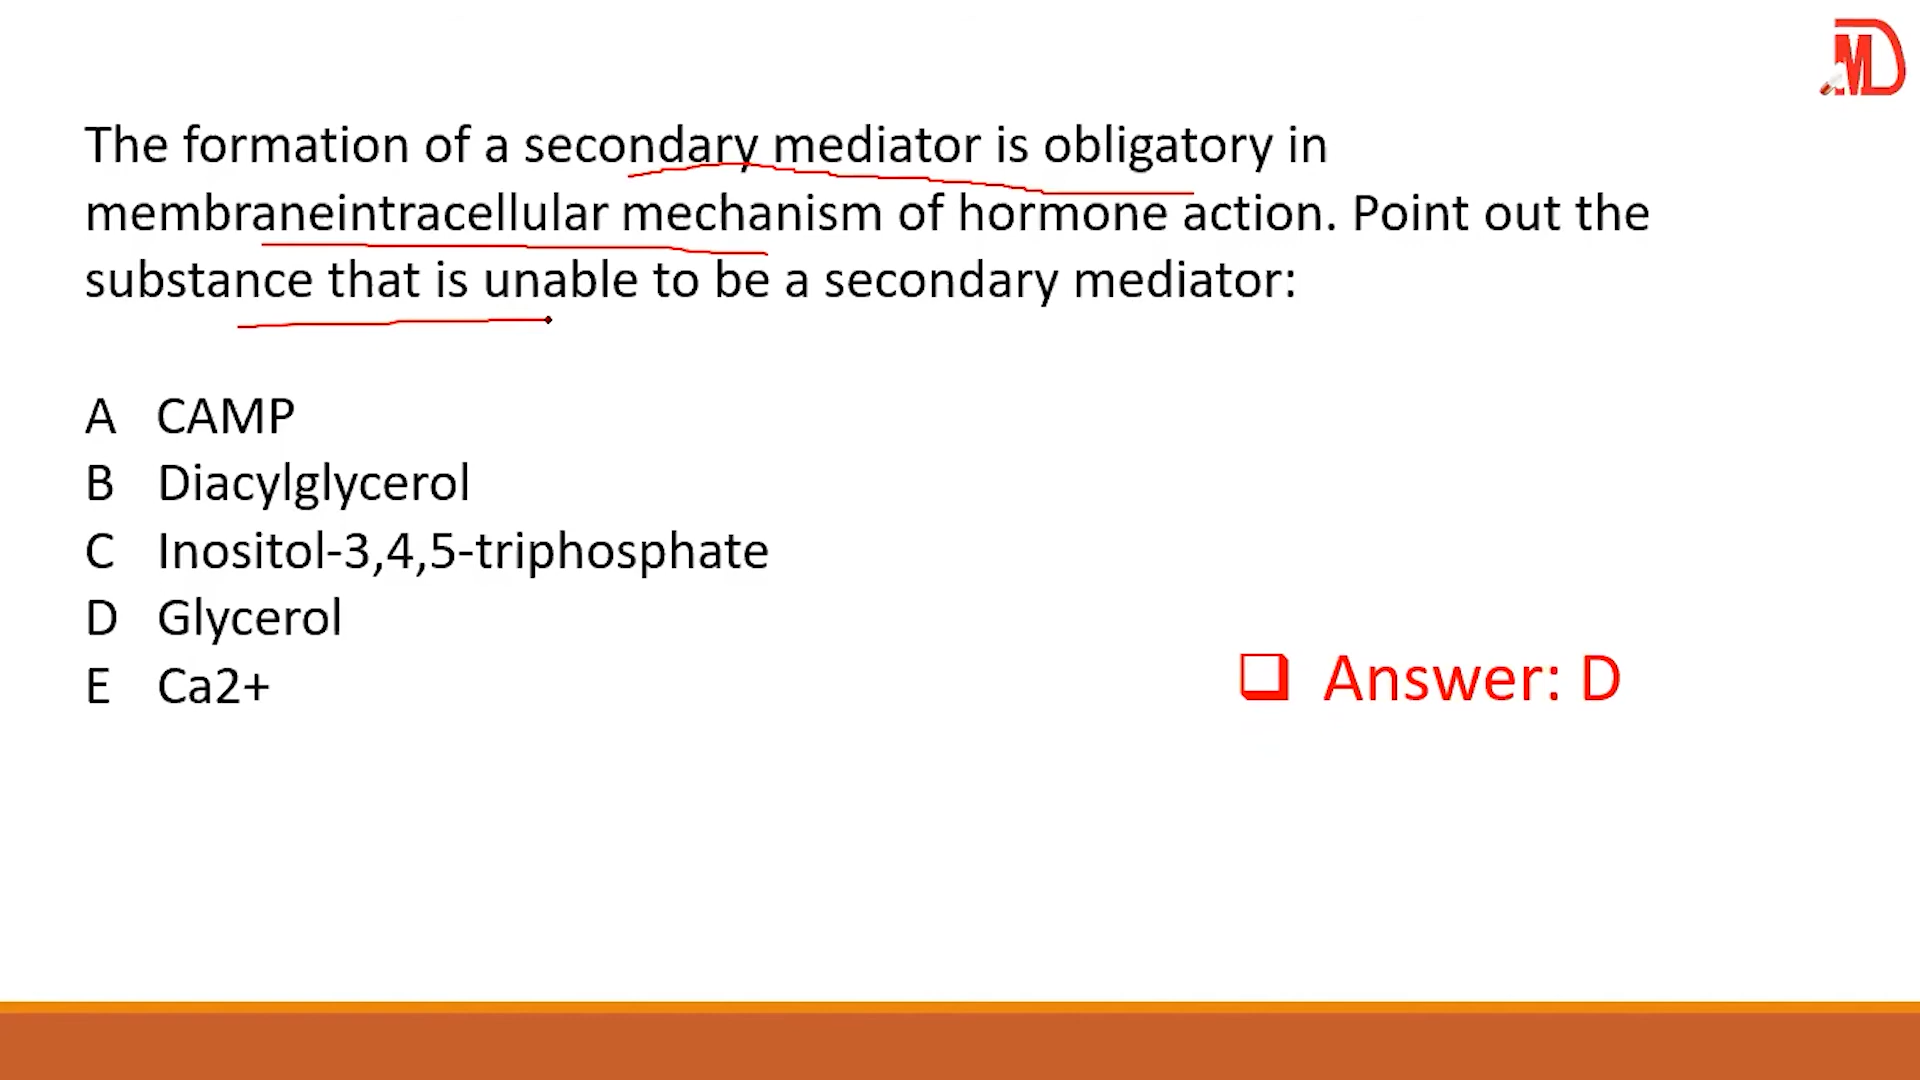 MD
The formation of a secondary mediator is obligatory in
membraneintracellular mechanism of hormone action. Point out the
substance that is unable to be a secondary mediator:
A CAMP
B Diacylglycerol
C Inositol-3,4,5-triphosphate
D Glycerol
E Ca2+
❑ Answer: D